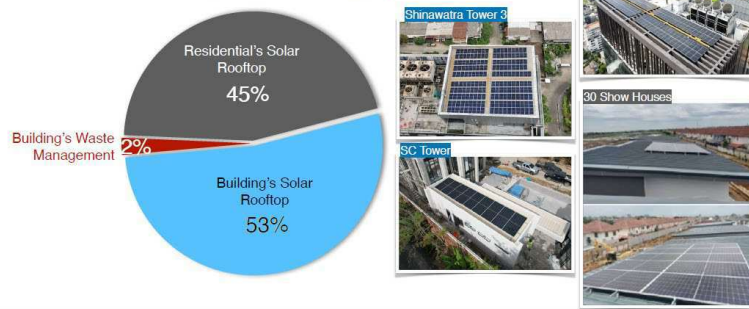 Residential's Solar
Rooftop
45%
Building's Waste
Management
2%
Building's Solar
Rooftop
53%
Shinawatra Tower 3
SC Tower
30 Show Houses